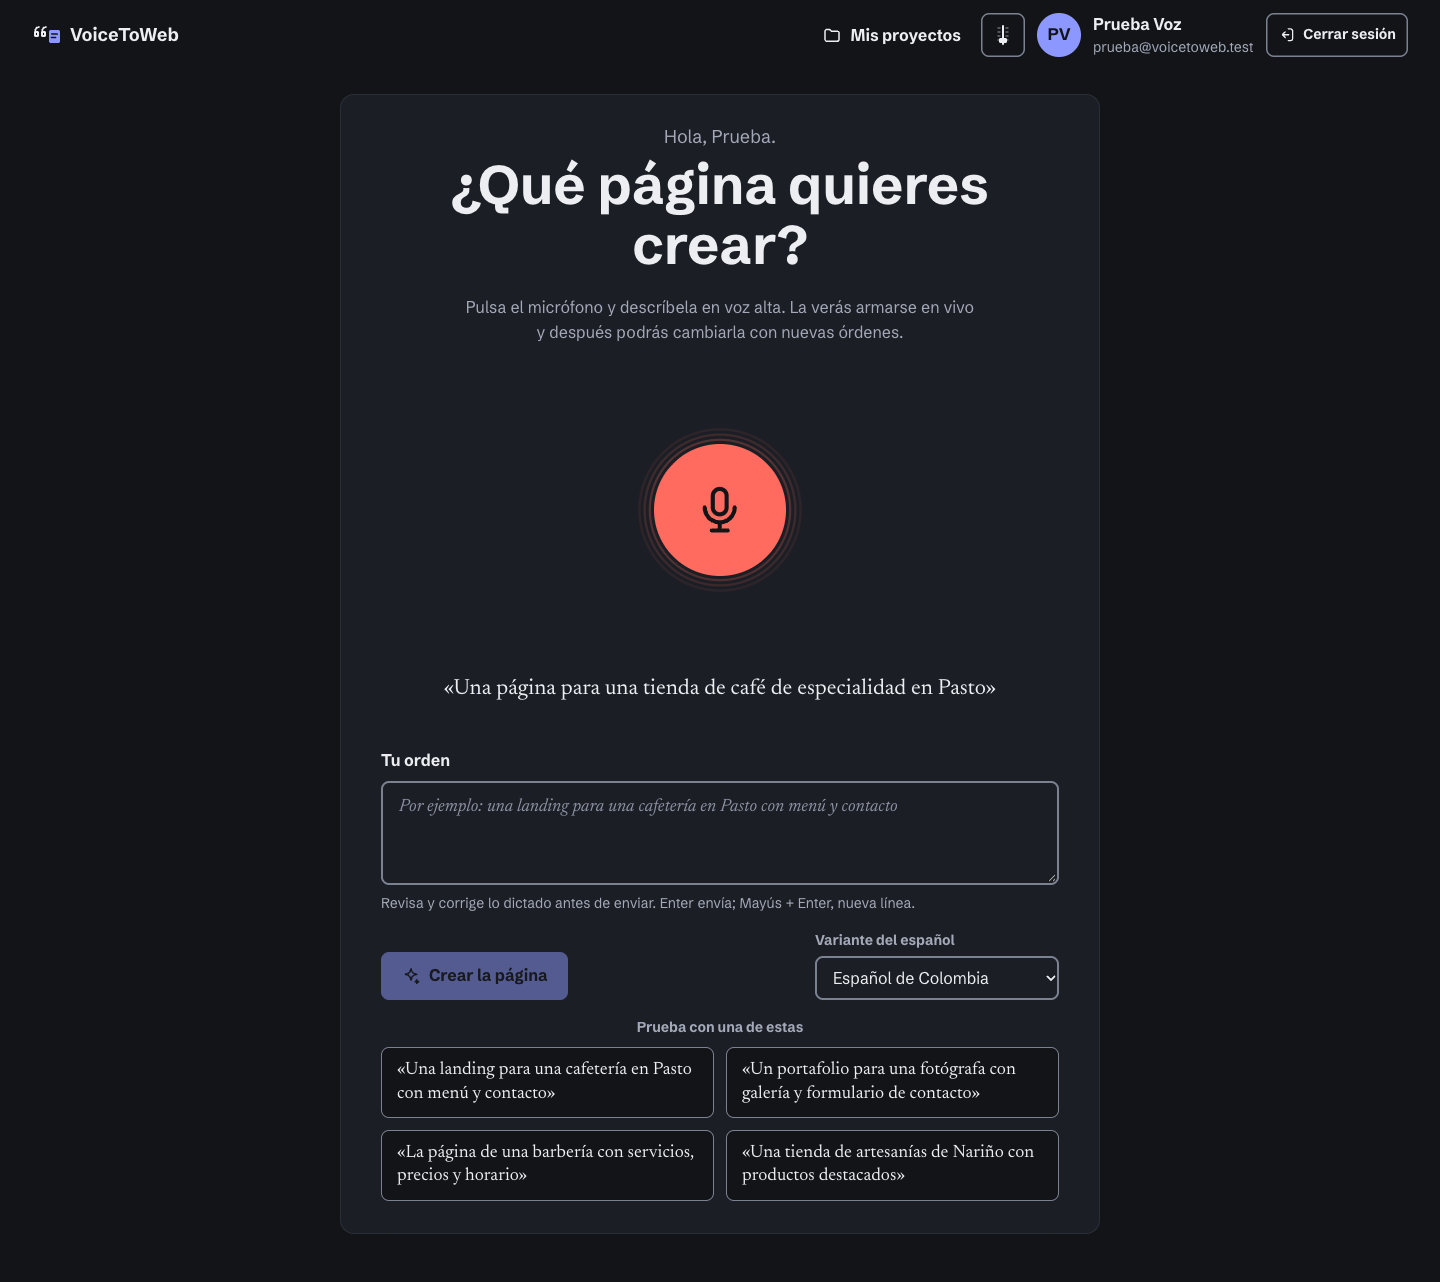 VoiceToWeb
Mis proyectos
PV
Prueba Voz
prueba@voicetoweb.test
Cerrar sesión
Hola, Prueba.
¿Qué página quieres
crear?
Pulsa el micrófono y descríbela en voz alta. La verás armarse en vivo
y después podrás cambiarla con nuevas órdenes.
«Una página para una tienda de café de especialidad en Pasto»
Tu orden
Por ejemplo: una landing para una cafetería en Pasto con menú y contacto
Revisa y corrige lo dictado antes de enviar. Enter envía; Mayús + Enter, nueva línea.
Crear la página
Variante del español
Español de Colombia
Prueba con una de estas
«Una landing para una cafetería en Pasto
con menú y contacto»
«Un portafolio para una fotógrafa con
galería y formulario de contacto»
«La página de una barbería con servicios,
precios y horario»
«Una tienda de artesanías de Nariño con
productos destacados»